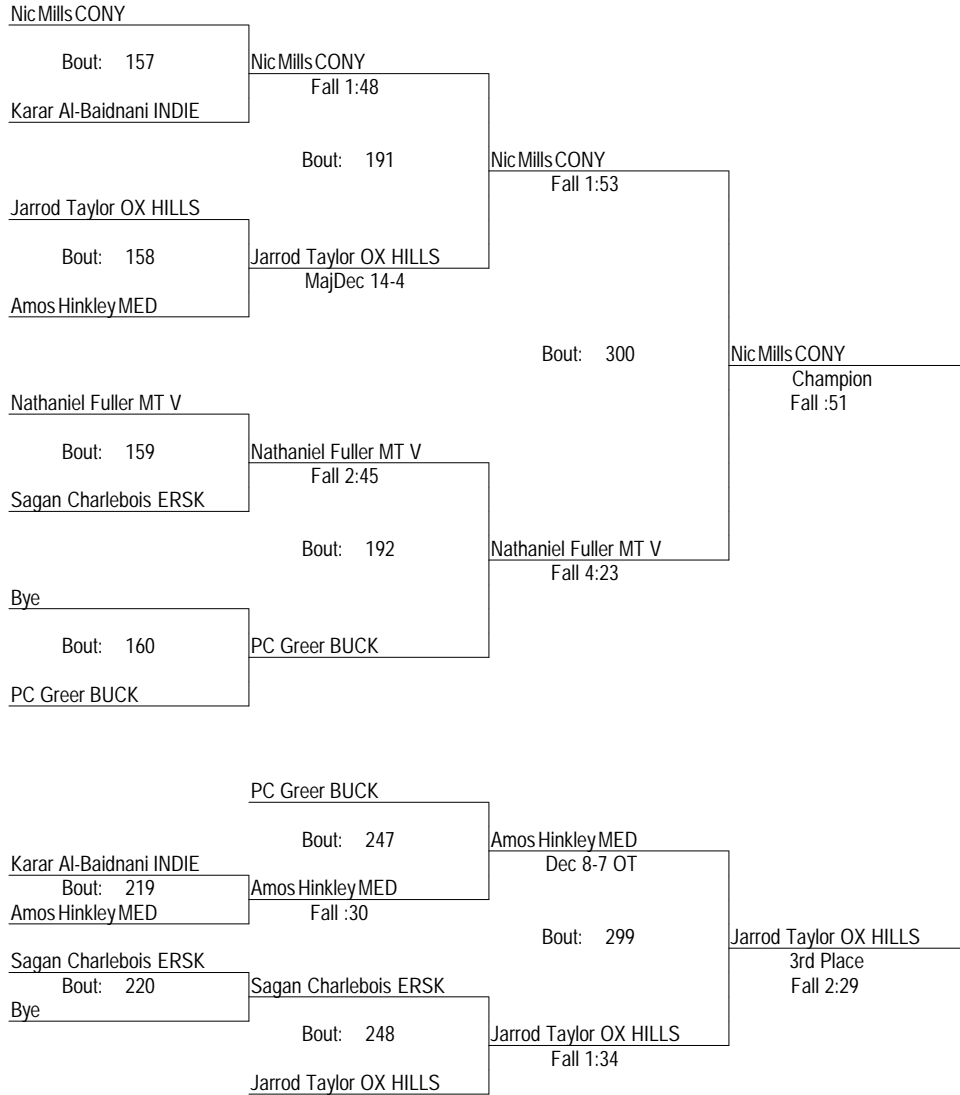 Nic Mills CONY
Bout: 157
Nic Mills CONY
Fall 1:48
Karar Al-Baidnani INDIE
Bout: 191
Nic Mills CONY
Fall 1:53
Jarrod Taylor OX HILLS
Bout: 158
Jarrod Taylor OX HILLS
MajDec 14-4
Amos Hinkley MED
Bout: 300
Nic Mills CONY
Champion
Fall :51
Nathaniel Fuller MT V
Bout: 159
Nathaniel Fuller MT V
Fall 2:45
Sagan Charlebois ERSK
Bout: 192
Nathaniel Fuller MT V
Fall 4:23
Bye
Bout: 160
PC Greer BUCK
PC Greer BUCK
PC Greer BUCK
Bout: 247
Amos Hinkley MED
Dec 8-7 OT
Karar Al-Baidnani INDIE
Bout: 219
Amos Hinkley MED
Fall :30
Amos Hinkley MED
Bout: 299
Jarrod Taylor OX HILLS
3rd Place
Fall 2:29
Sagan Charlebois ERSK
Bout: 220
Sagan Charlebois ERSK
Bye
Bout: 248
Jarrod Taylor OX HILLS
Fall 1:34
Jarrod Taylor OX HILLS